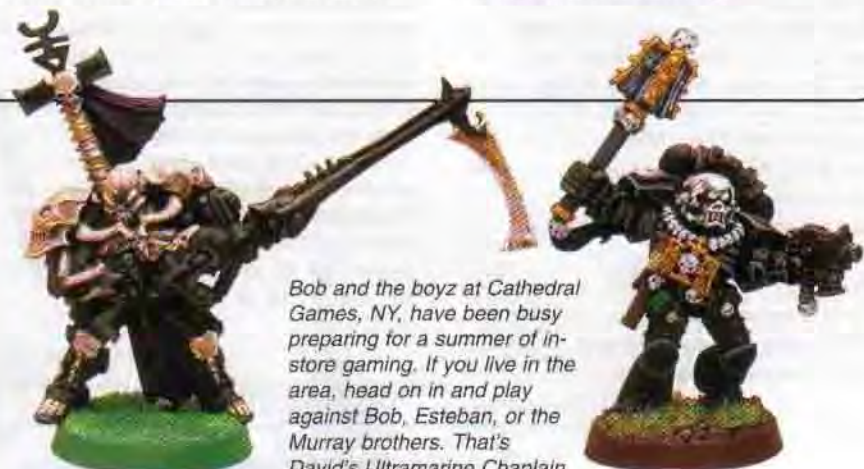 Bob and the boyz at Cathedral
Games, NY, have been busy
preparing for a summer of in-
store gaming. If you live in the
area, head on in and play
against Bob, Esteban, or the
Murray brothers. That's
David's Ultramarine Chaplain